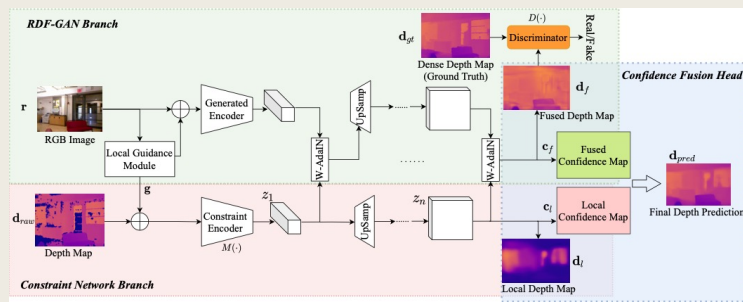 RDF-GAN Branch
d_gt
Dense Depth Map
(Ground Truth)
D(·)
Discriminator
Real/Fake
Confidence Fusion Head
r
RGB Image
Generated
Encoder
UpSamp
......
W-AdaIN
W-AdaIN
......
d_f
Fused Depth Map
Local Guidance
Module
c_f
Fused
Confidence Map
d_pred
Final Depth Prediction
g
d_raw
Depth Map
Constraint
Encoder
M(·)
z_1
UpSamp
......
z_n
c_l
Local
Confidence Map
d_l
Local Depth Map
Constraint Network Branch